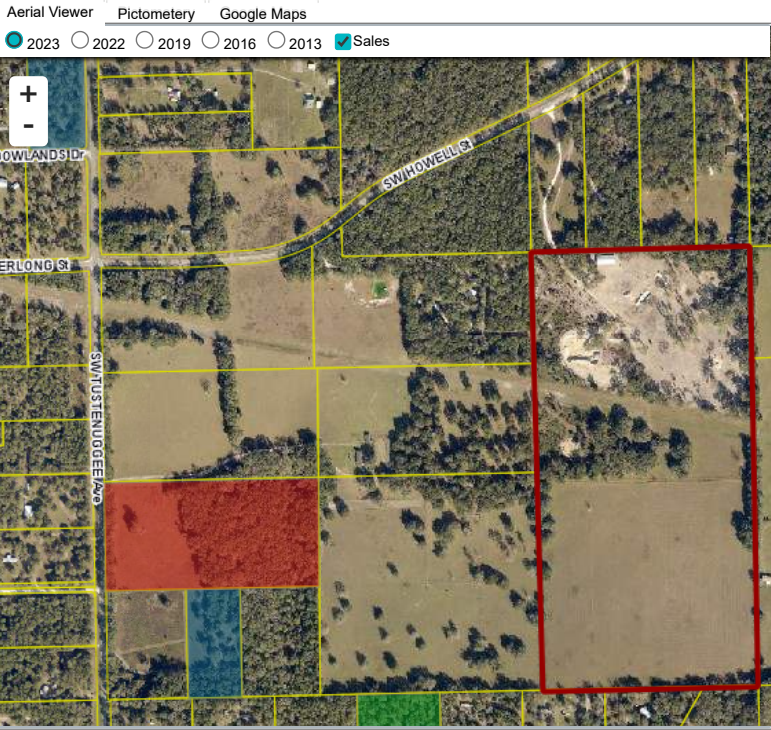 Aerial Viewer Pictometery Google Maps
2023 2022 2019 2016 2013 Sales
+
-
OWLANDS Dr
SW HOWELL St
ERLONG St
SW TUSTENUGGEE Ave